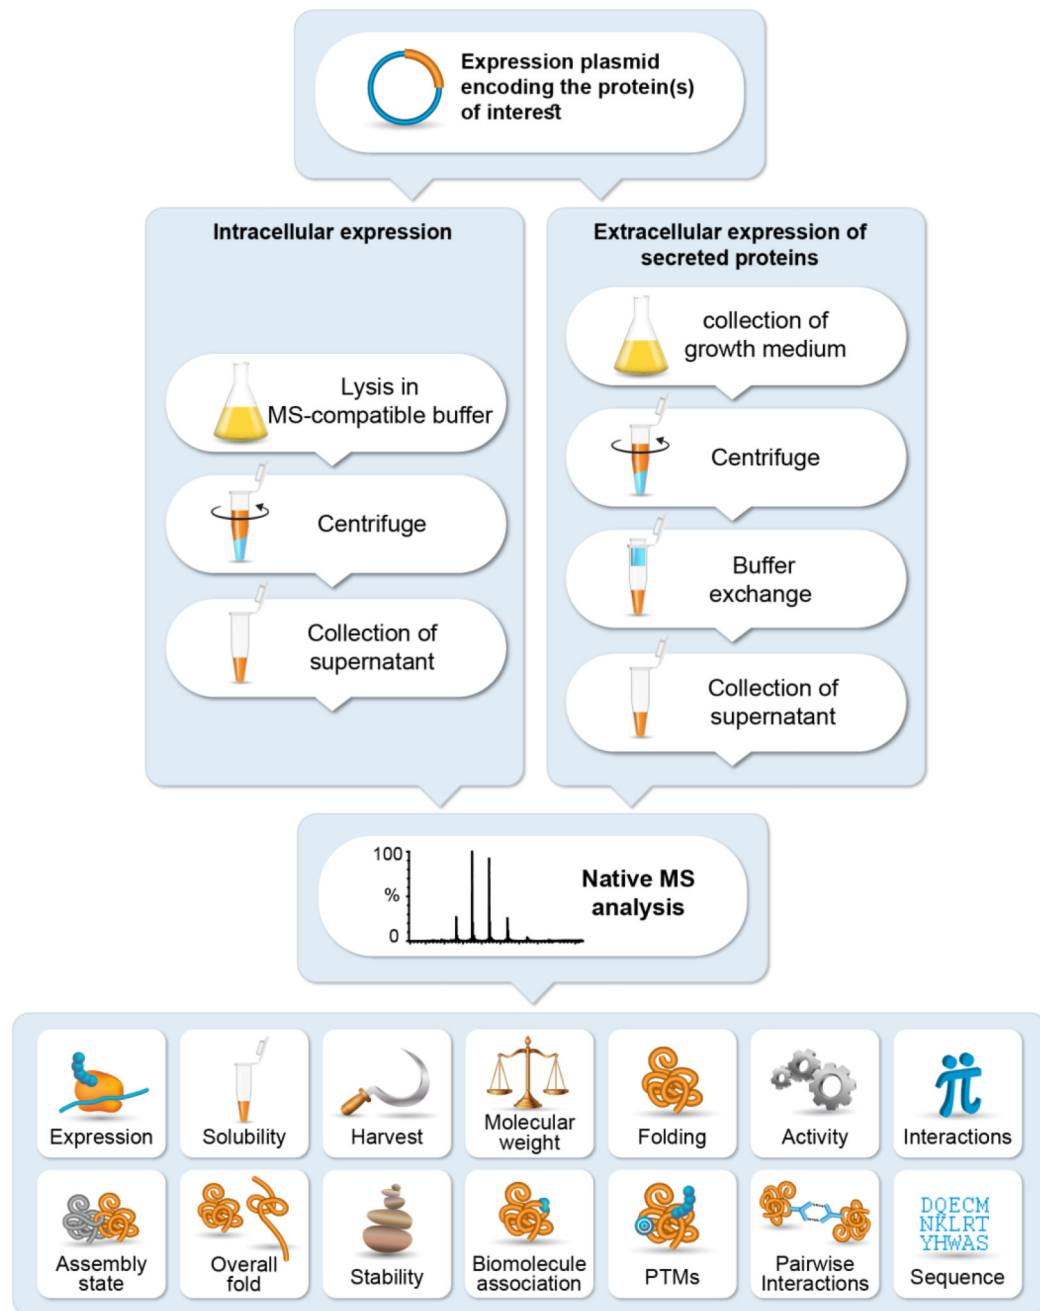 Expression plasmid
encoding the protein(s)
of interest
Intracellular expression
Lysis in
MS-compatible buffer
Centrifuge
Collection of
supernatant
Extracellular expression of
secreted proteins
collection of
growth medium
Centrifuge
Buffer
exchange
Collection of
supernatant
100
%
0
Native MS
analysis
Expression
Solubility
Harvest
Molecular
weight
Folding
Activity
Interactions
Assembly
state
Overall
fold
Stability
Biomolecule
association
PTMs
Pairwise
Interactions
DQECM
NKLRT
YHWAS
Sequence